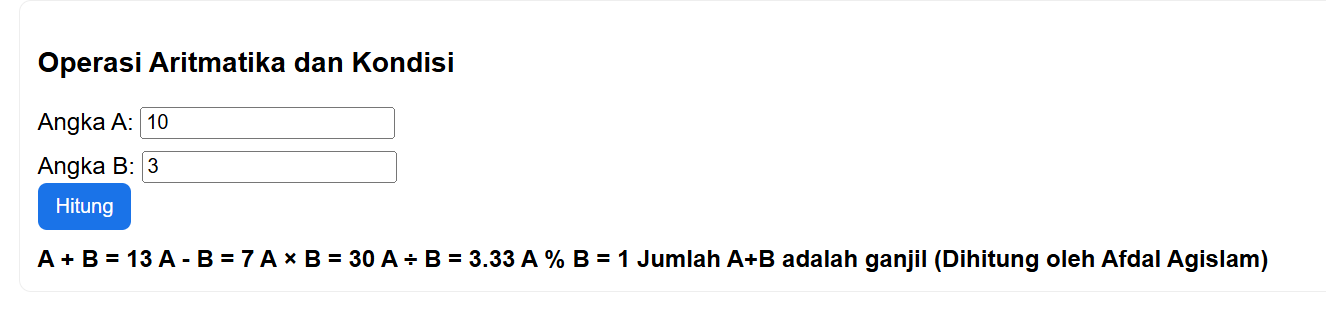 Operasi Aritmatika dan Kondisi
Angka A: 10
Angka B: 3
Hitung
A + B = 13 A - B = 7 A × B = 30 A ÷ B = 3.33 A % B = 1 Jumlah A+B adalah ganjil (Dihitung oleh Afdal Agislam)